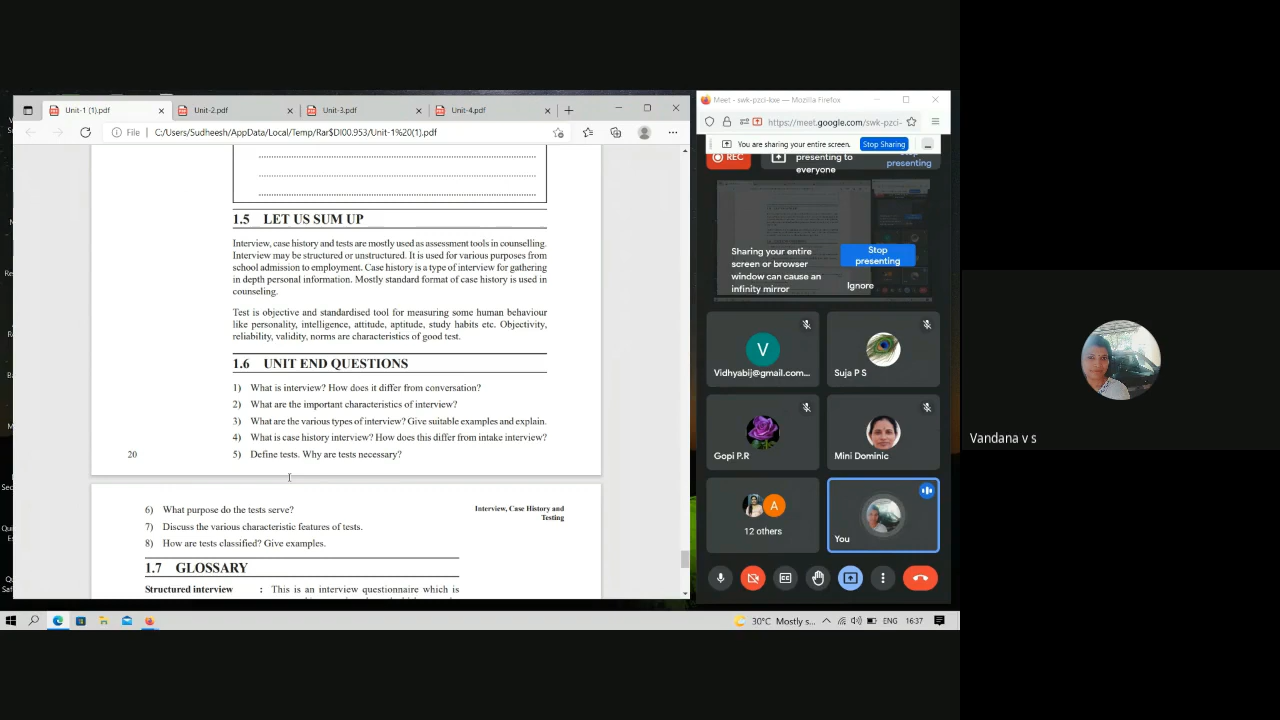 Unit-1 (1).pdf
Unit-2.pdf
Unit-3.pdf
Unit-4.pdf
File
C:/Users/Sudheesh/AppData/Local/Temp/Rar$DI00.953/Unit-1%20(1).pdf
1.5 LET US SUM UP
Interview, case history and tests are mostly used as assessment tools in counselling.
Interview may be structured or unstructured. It is used for various purposes from
school admission to employment. Case history is a type of interview for gathering
in depth personal information. Mostly standard format of case history is used in
counseling.
Test is objective and standardised tool for measuring some human behaviour
like personality, intelligence, attitude, aptitude, study habits etc. Objectivity,
reliability, validity, norms are characteristics of good test.
1.6 UNIT END QUESTIONS
1) What is interview? How does it differ from conversation?
2) What are the important characteristics of interview?
3) What are the various types of interview? Give suitable examples and explain.
4) What is case history interview? How does this differ from intake interview?
20
5) Define tests. Why are tests necessary?
6) What purpose do the tests serve?
Interview, Case History and
Testing
7) Discuss the various characteristic features of tests.
8) How are tests classified? Give examples.
1.7 GLOSSARY
Structured interview : This is an interview questionnaire which is
Meet - swk-pzci-kxe — Mozilla Firefox
https://meet.google.com/swk-pzci-
You are sharing your entire screen.
Stop Sharing
REC
presenting to
everyone
presenting
Sharing your entire
screen or browser
window can cause an
infinity mirror
Stop
presenting
Ignore
V
Vidhyabij@gmail.com...
Suja P S
Gopi P.R
Mini Dominic
A
12 others
You
30°C Mostly s...
ENG
16:37
Vandana v s